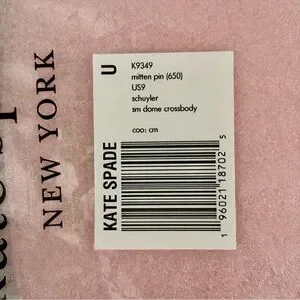 NEW YORK
U
K9349
mitten pin (650)
US9
schuyler
sm dome crossbody
coo: cm
KATE SPADE
1 96021 18702 5